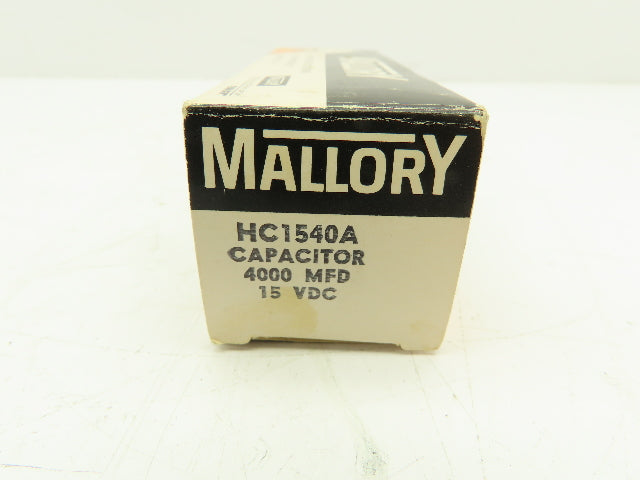 MALLORY
HC1540A
CAPACITOR
4000 MFD
15 VDC